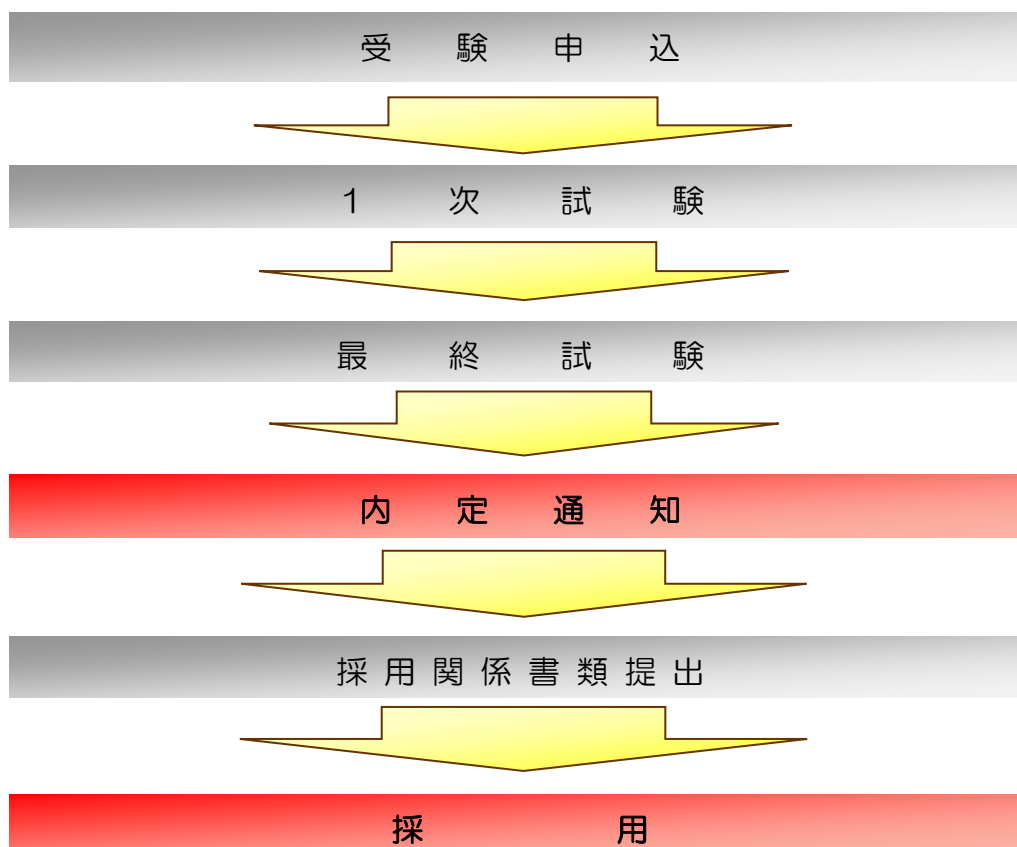 受験申込
1次試験
最終試験
内定通知
採用関係書類提出
採用